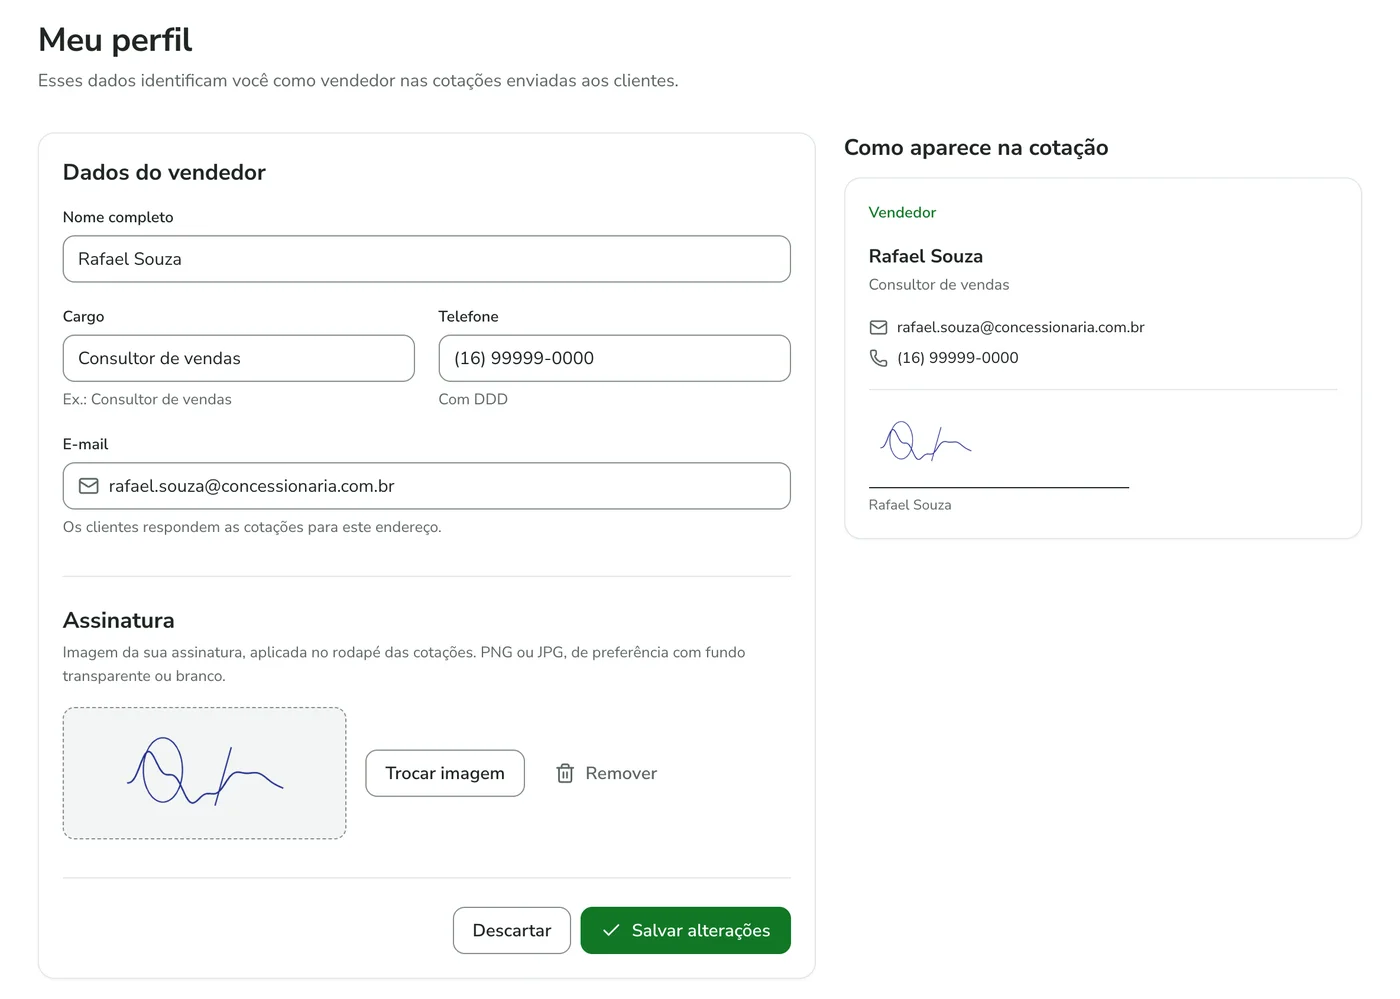 Meu perfil
Esses dados identificam você como vendedor nas cotações enviadas aos clientes.
Dados do vendedor
Nome completo
Rafael Souza
Cargo
Consultor de vendas
Ex.: Consultor de vendas
Telefone
(16) 99999-0000
Com DDD
E-mail
rafael.souza@concessionaria.com.br
Os clientes respondem as cotações para este endereço.
Assinatura
Imagem da sua assinatura, aplicada no rodapé das cotações. PNG ou JPG, de preferência com fundo
transparente ou branco.
Trocar imagem
Remover
Descartar
Salvar alterações
Como aparece na cotação
Vendedor
Rafael Souza
Consultor de vendas
rafael.souza@concessionaria.com.br
(16) 99999-0000
Rafael Souza